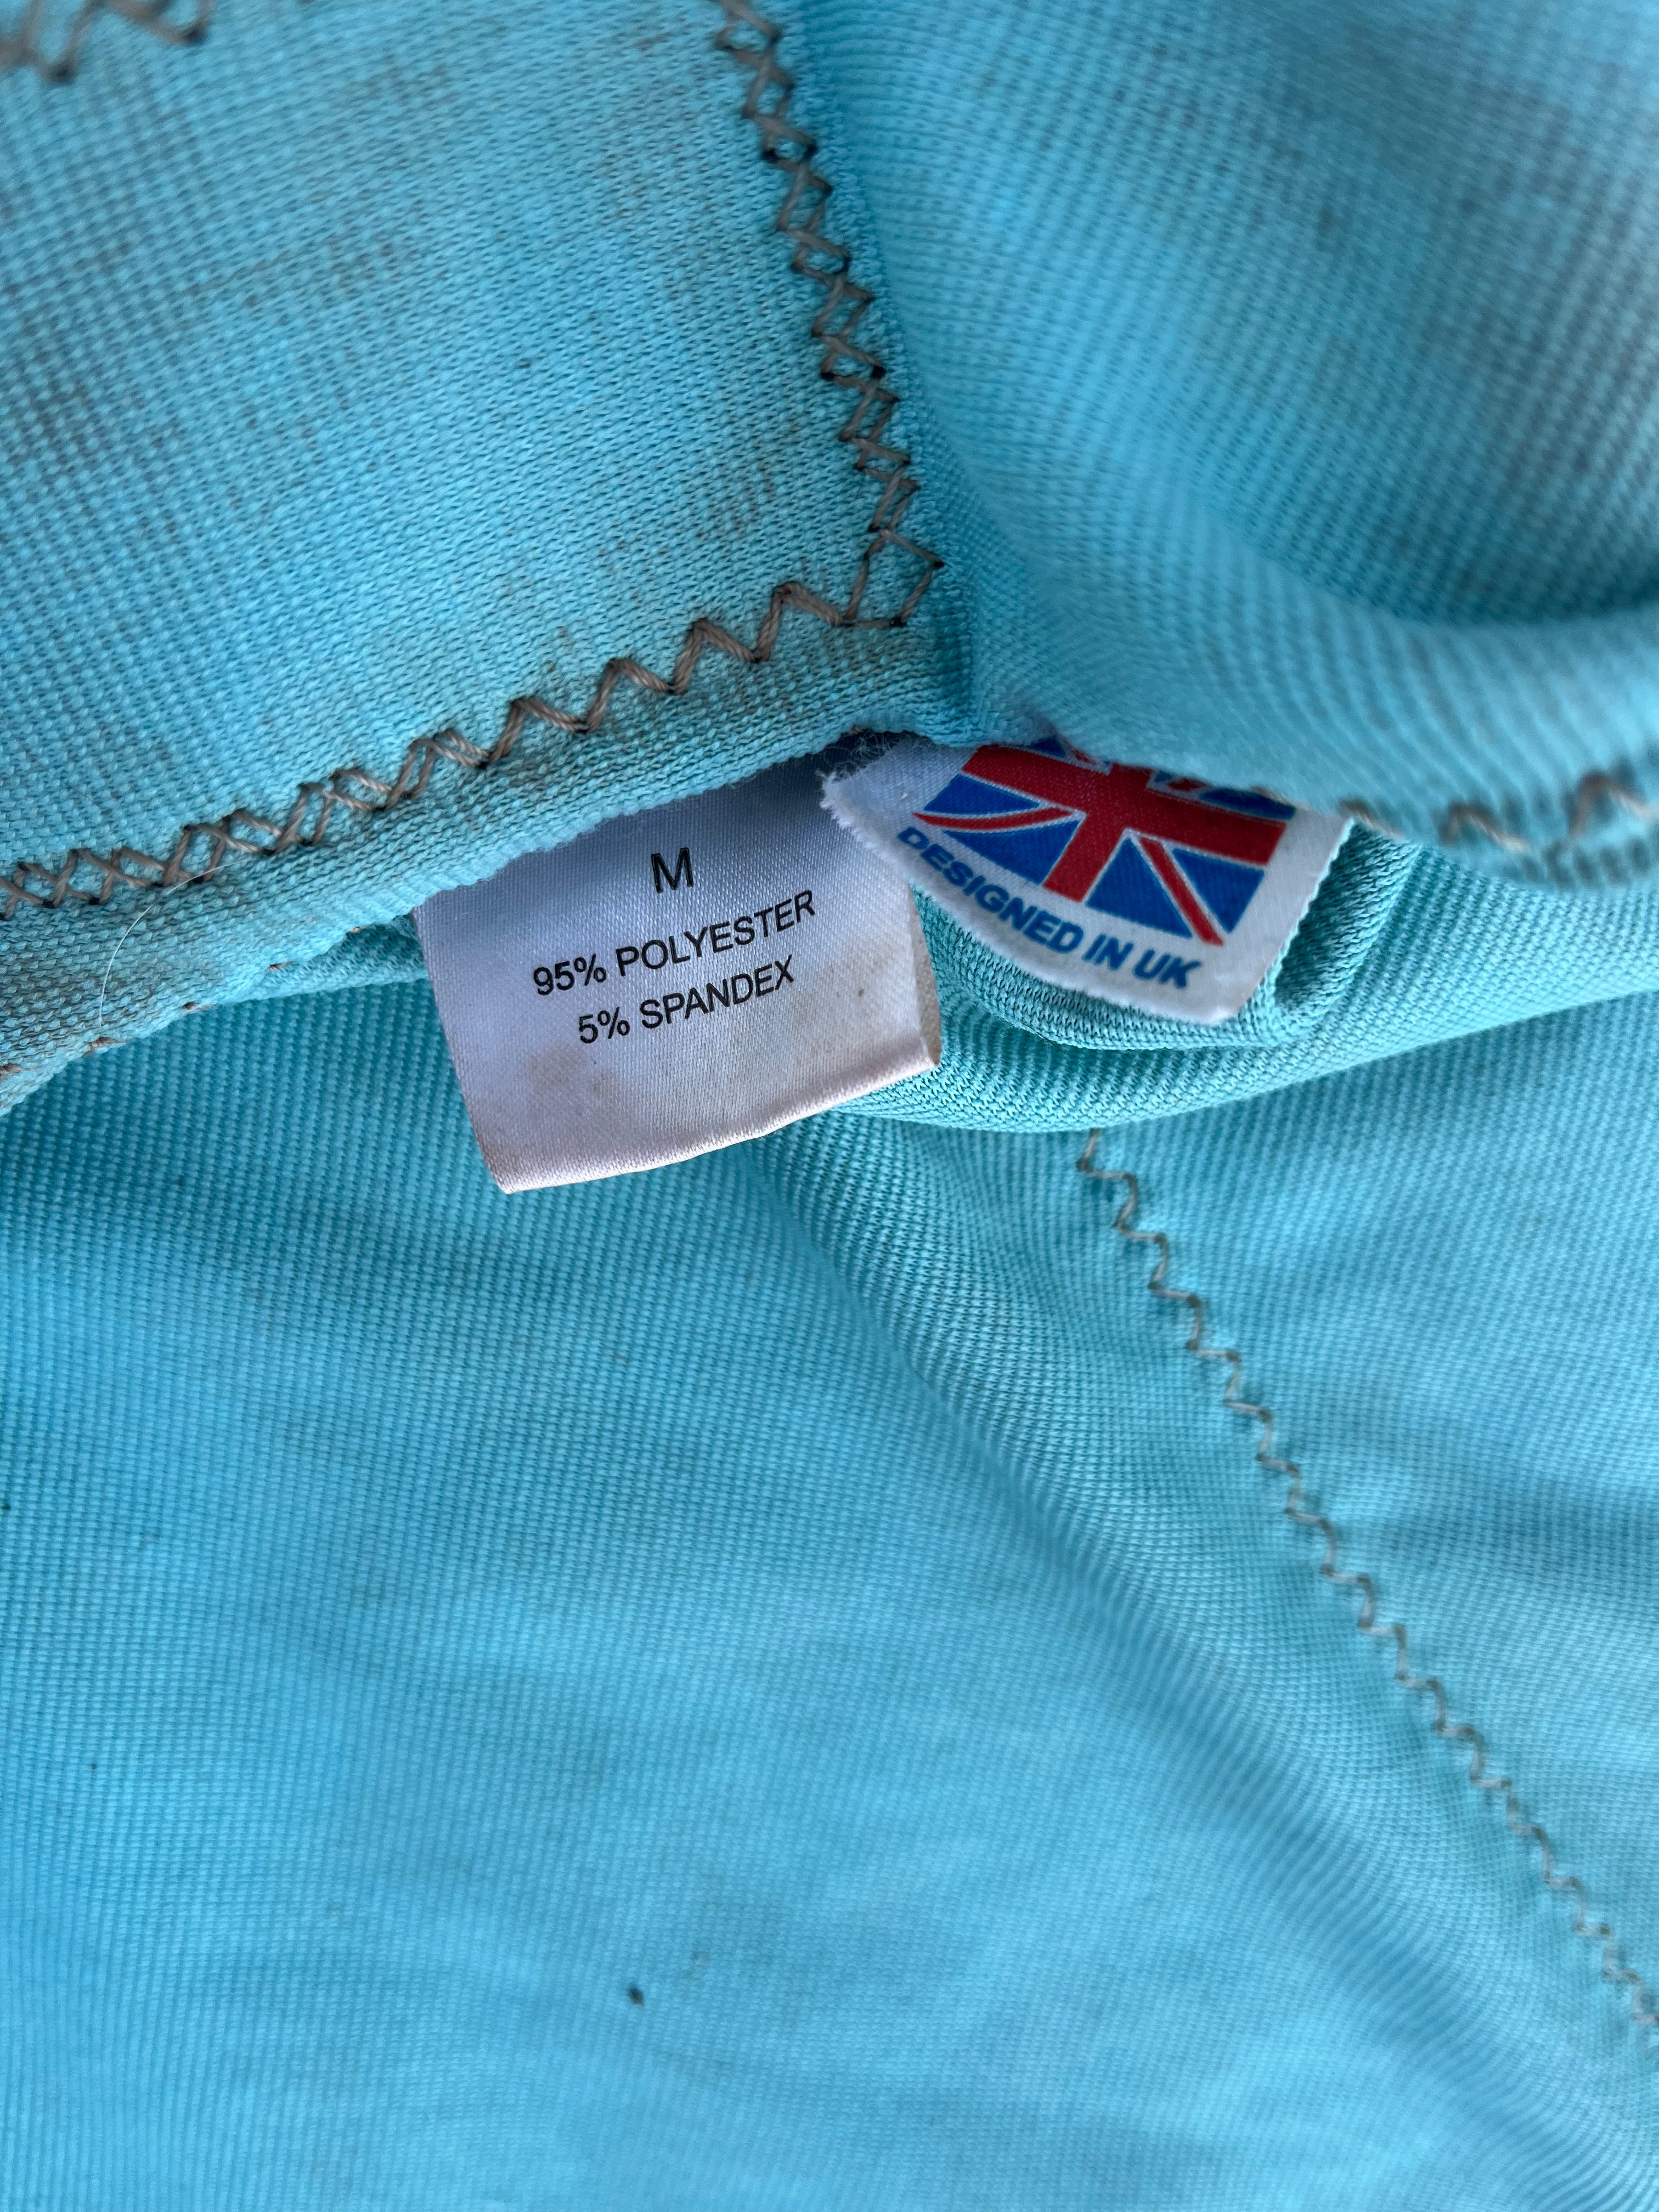 M
95% POLYESTER
5% SPANDEX
DESIGNED IN UK